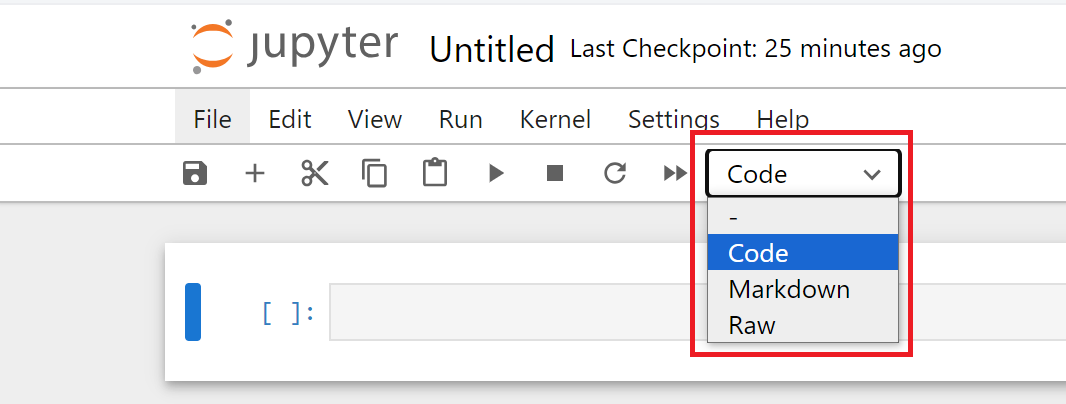 jupyter Untitled Last Checkpoint: 25 minutes ago
File Edit View Run Kernel Settings Help
Code
-
Code
Markdown
Raw
[ ]: